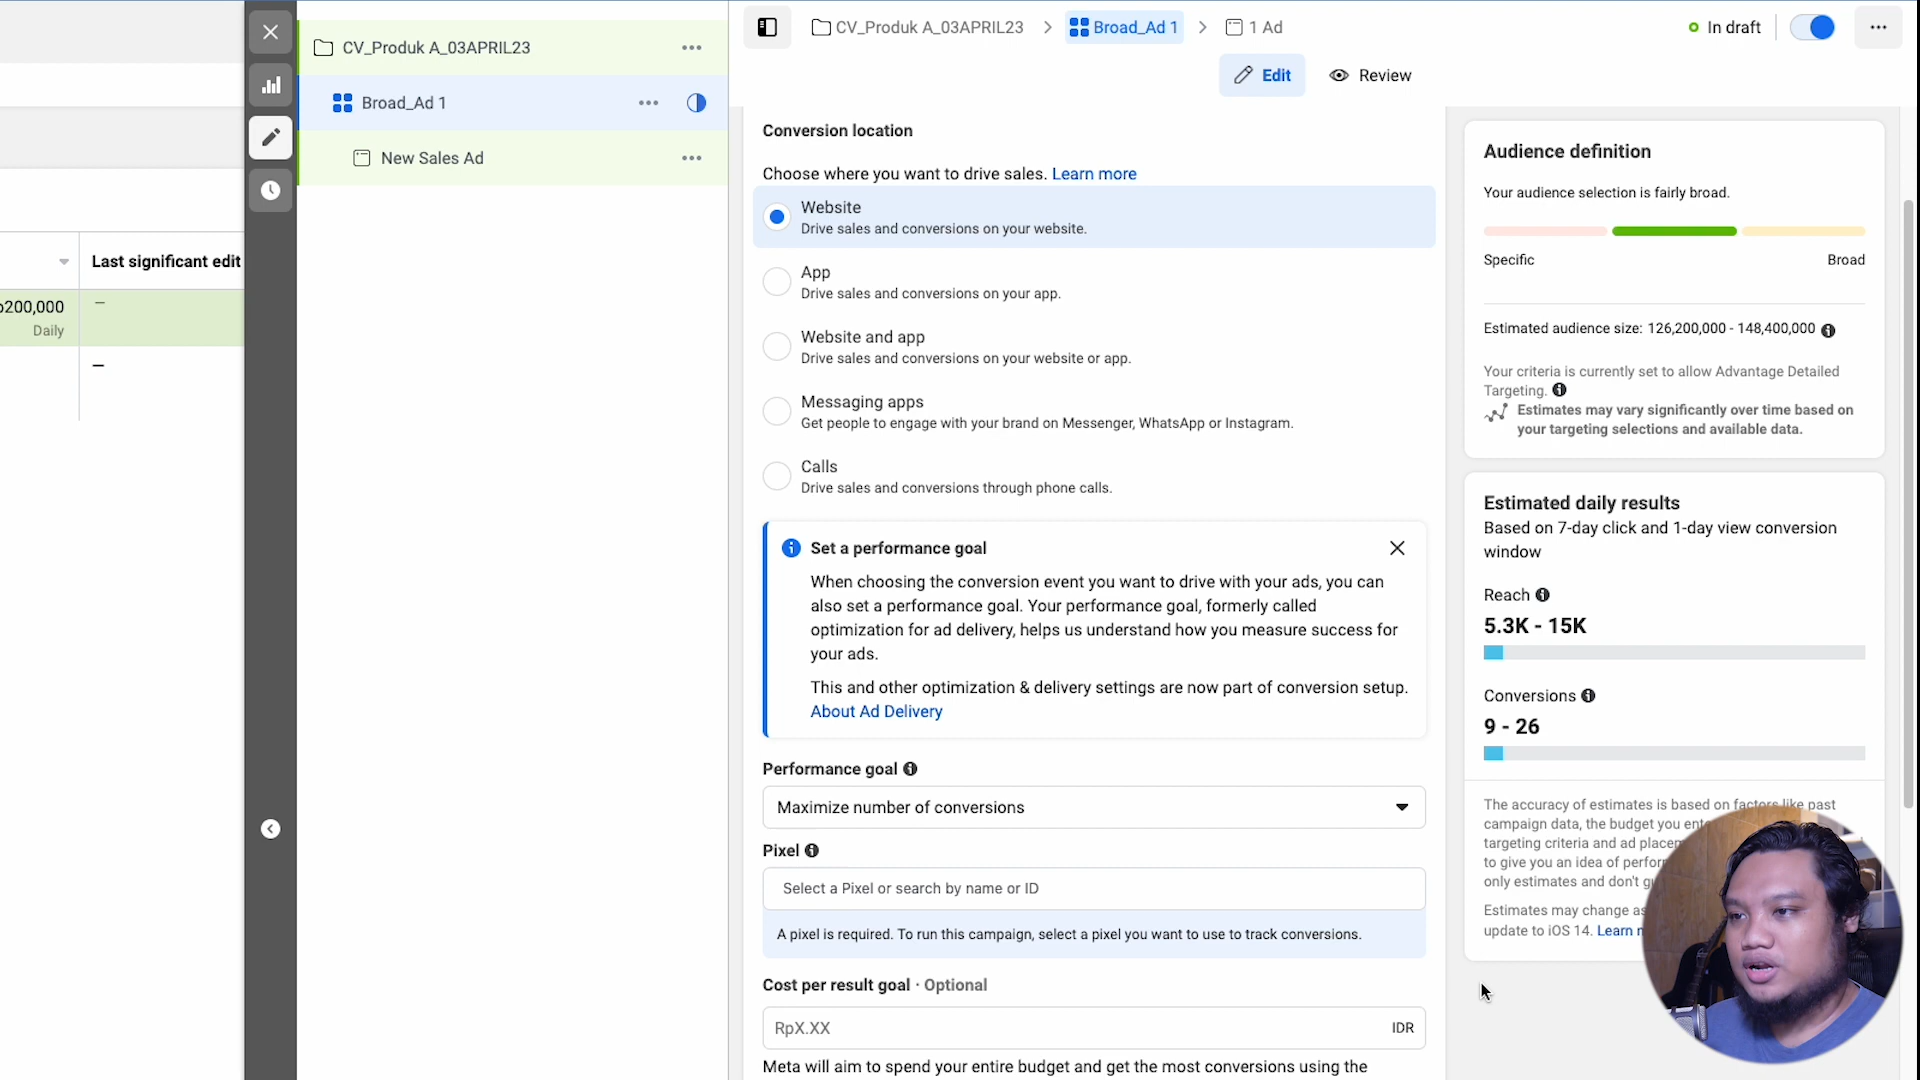 CV_Produk A_03APRIL23
Broad_Ad 1
New Sales Ad
Last significant edit
200,000
Daily
–
–
CV_Produk A_03APRIL23
Broad_Ad 1
1 Ad
In draft
Edit
Review
Conversion location
Choose where you want to drive sales. Learn more
Website
Drive sales and conversions on your website.
App
Drive sales and conversions on your app.
Website and app
Drive sales and conversions on your website or app.
Messaging apps
Get people to engage with your brand on Messenger, WhatsApp or Instagram.
Calls
Drive sales and conversions through phone calls.
Set a performance goal
When choosing the conversion event you want to drive with your ads, you can
also set a performance goal. Your performance goal, formerly called
optimization for ad delivery, helps us understand how you measure success for
your ads.
This and other optimization & delivery settings are now part of conversion setup.
About Ad Delivery
Performance goal
Maximize number of conversions
Pixel
Select a Pixel or search by name or ID
A pixel is required. To run this campaign, select a pixel you want to use to track conversions.
Cost per result goal · Optional
RpX.XX
IDR
Meta will aim to spend your entire budget and get the most conversions using the
Audience definition
Your audience selection is fairly broad.
Specific
Broad
Estimated audience size: 126,200,000 - 148,400,000
Your criteria is currently set to allow Advantage Detailed
Targeting.
Estimates may vary significantly over time based on
your targeting selections and available data.
Estimated daily results
Based on 7-day click and 1-day view conversion
window
Reach
5.3K - 15K
Conversions
9 - 26
The accuracy of estimates is based on factors like past
campaign data, the budget you
targeting criteria and ad
to give you an idea of
only estimates and don't
Estimates may change
update to iOS 14.